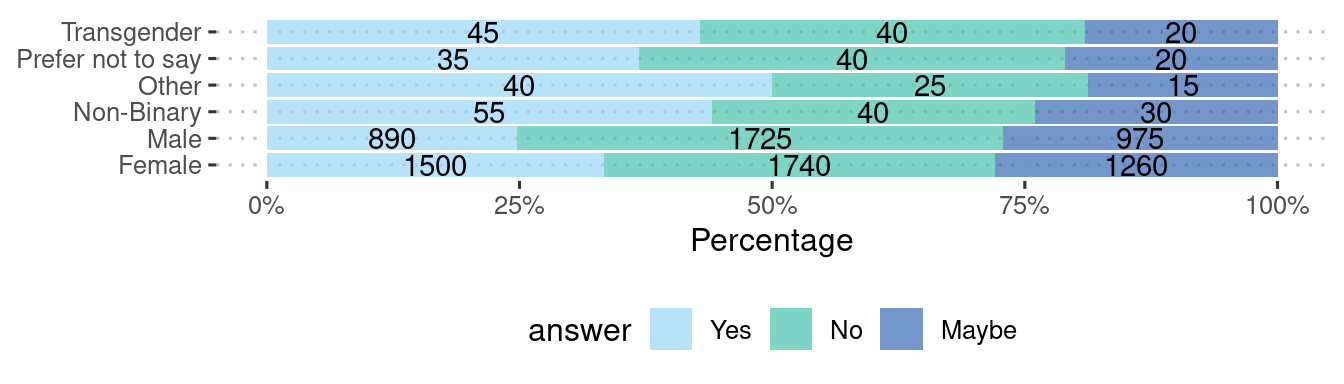 Transgender 45 40 20
Prefer not to say 35 40 20
Other 40 25 15
Non-Binary 55 40 30
Male 890 1725 975
Female 1500 1740 1260
0% 25% 50% 75% 100%
Percentage
answer Yes No Maybe